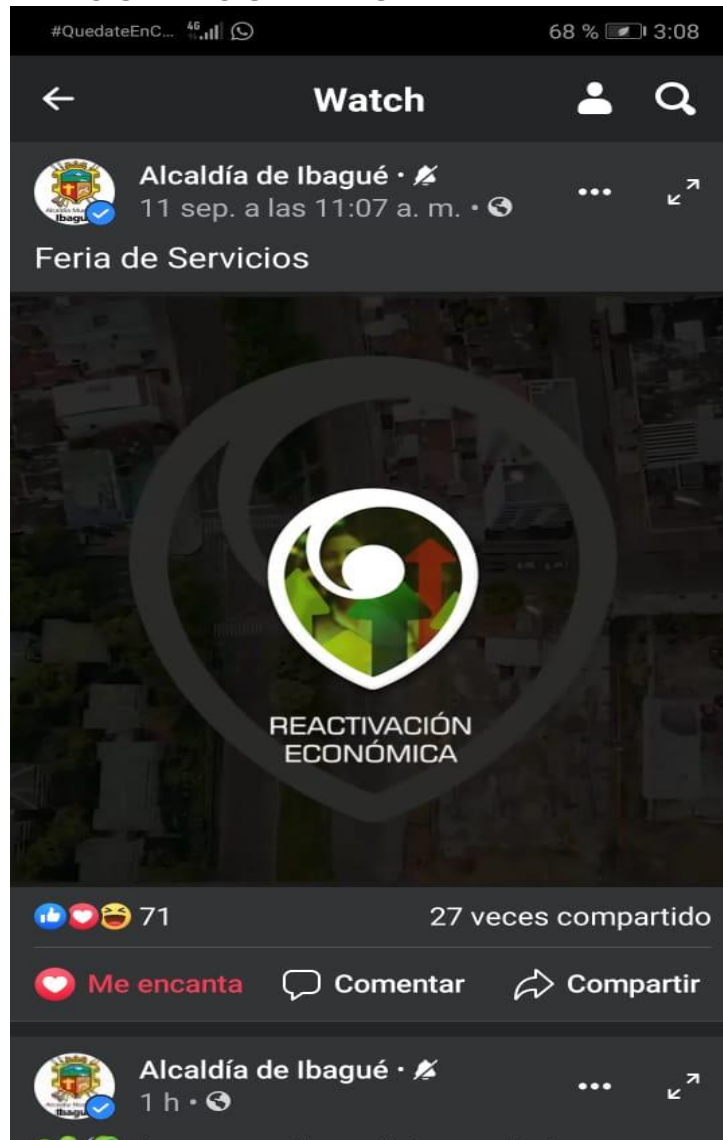 #QuedateEnC... 4G 68 % 3:08
Watch
Alcaldía de Ibagué
11 sep. a las 11:07 a. m.
Feria de Servicios
REACTIVACIÓN
ECONÓMICA
71 27 veces compartido
Me encanta Comentar Compartir
Alcaldía de Ibagué
1 h